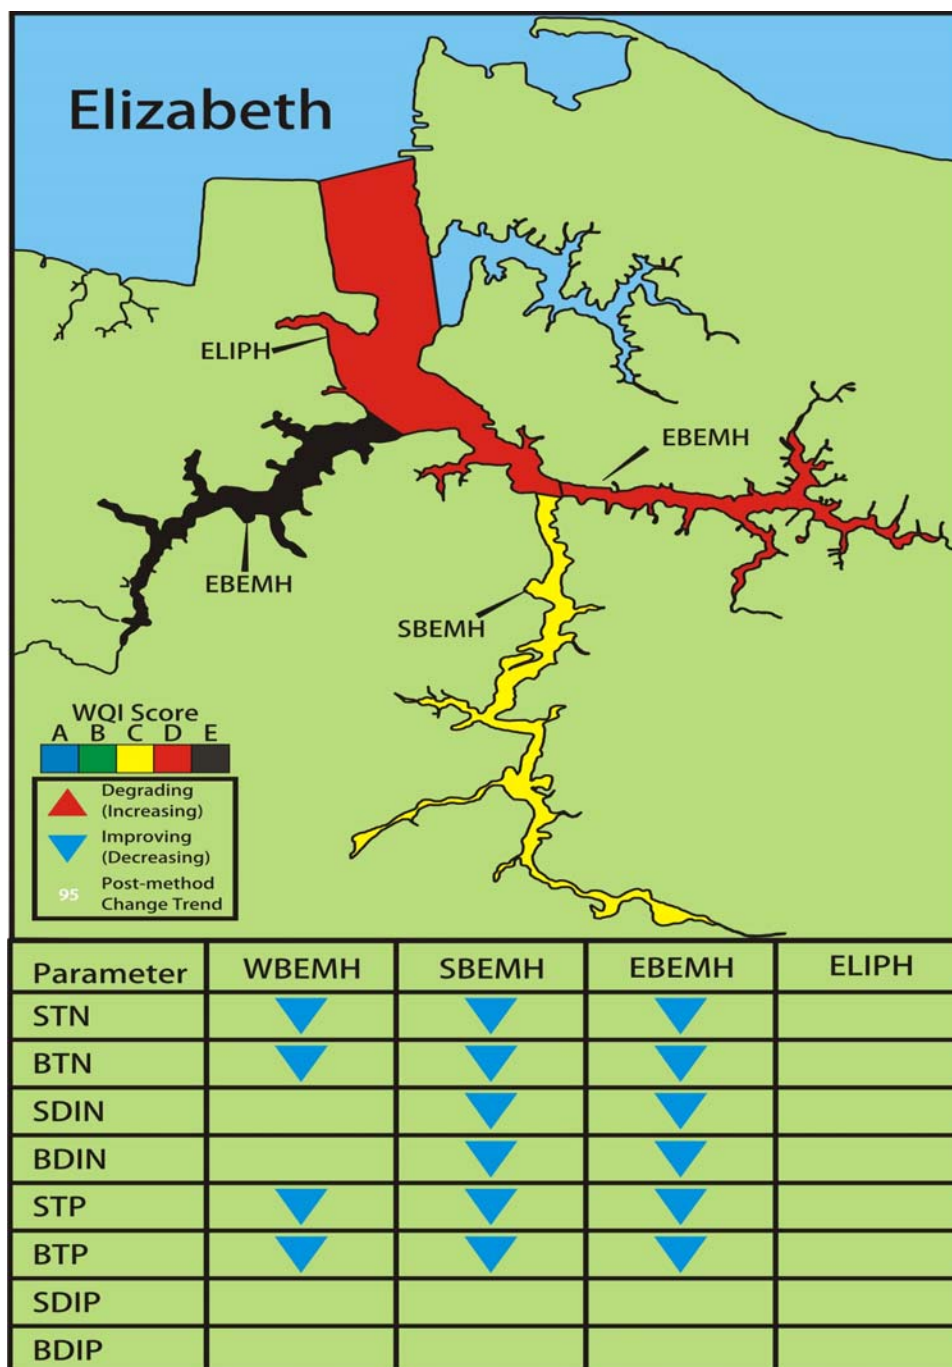 Elizabeth
ELIPH
EBEMH
EBEMH
SBEMH
WQI Score
A B C D E
Degrading
(Increasing)
Improving
(Decreasing)
95 Post-method
Change Trend
Parameter WBEMH SBEMH EBEMH ELIPH
STN
BTN
SDIN
BDIN
STP
BTP
SDIP
BDIP